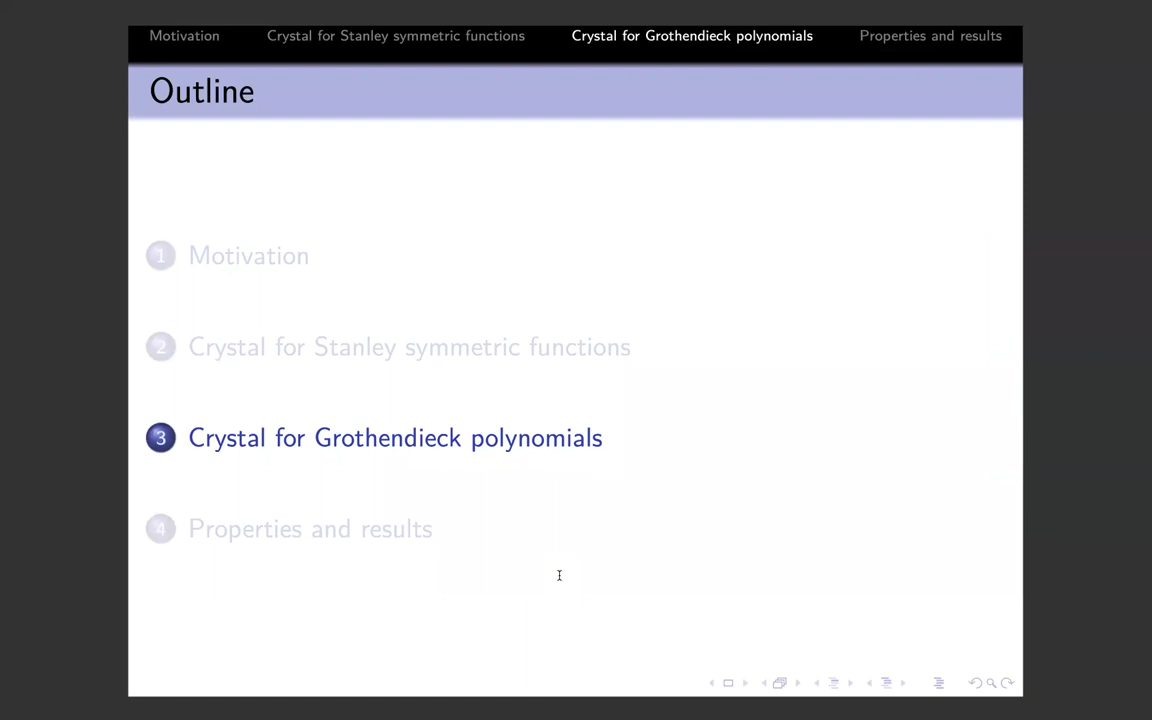 Motivation Crystal for Stanley symmetric functions Crystal for Grothendieck polynomials Properties and results
Outline
1 Motivation
2 Crystal for Stanley symmetric functions
3 Crystal for Grothendieck polynomials
4 Properties and results